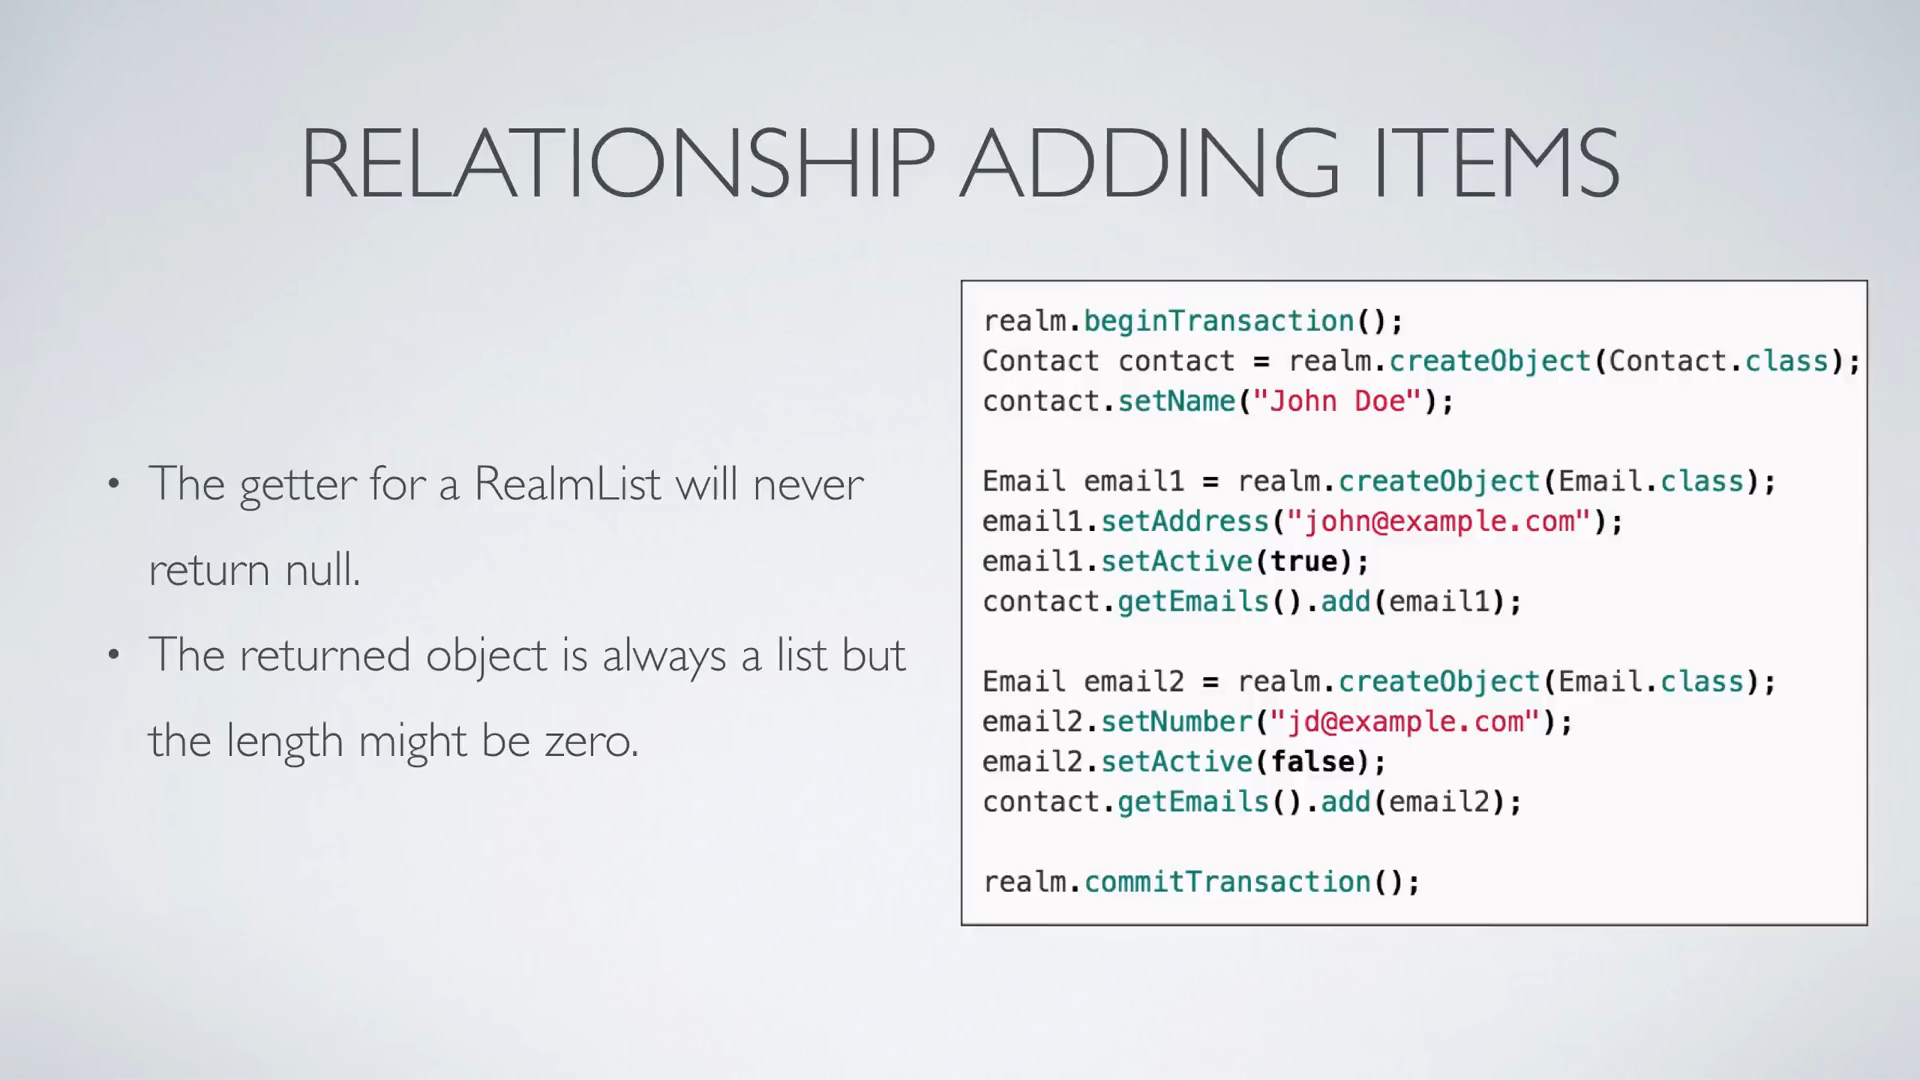 RELATIONSHIP ADDING ITEMS
• The getter for a RealmList will never
return null.
• The returned object is always a list but
the length might be zero.
realm.beginTransaction();
Contact contact = realm.createObject(Contact.class);
contact.setName("John Doe");
Email email1 = realm.createObject(Email.class);
email1.setAddress("john@example.com");
email1.setActive(true);
contact.getEmails().add(email1);
Email email2 = realm.createObject(Email.class);
email2.setNumber("jd@example.com");
email2.setActive(false);
contact.getEmails().add(email2);
realm.commitTransaction();